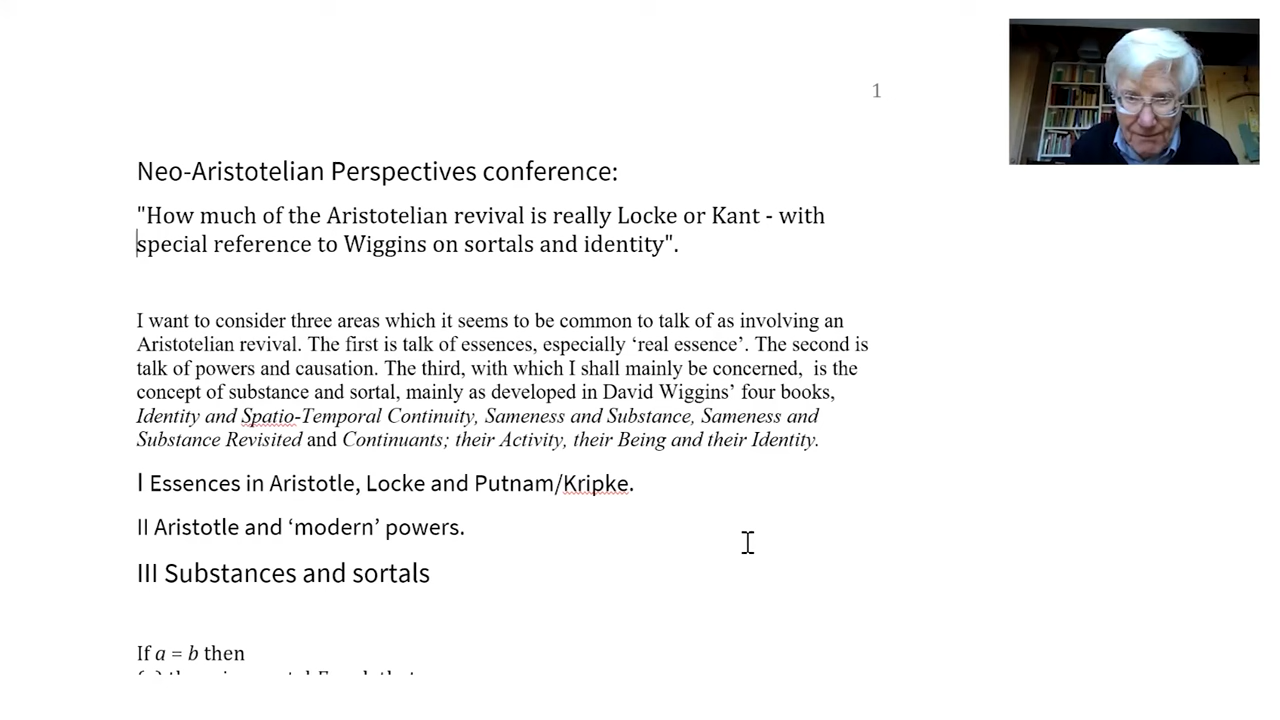 1
Neo-Aristotelian Perspectives conference:
"How much of the Aristotelian revival is really Locke or Kant - with
special reference to Wiggins on sortals and identity".
I want to consider three areas which it seems to be common to talk of as involving an
Aristotelian revival. The first is talk of essences, especially ‘real essence’. The second is
talk of powers and causation. The third, with which I shall mainly be concerned,  is the
concept of substance and sortal, mainly as developed in David Wiggins’ four books,
Identity and Spatio-Temporal Continuity, Sameness and Substance, Sameness and
Substance Revisited and Continuants; their Activity, their Being and their Identity.
I Essences in Aristotle, Locke and Putnam/Kripke.
II Aristotle and ‘modern’ powers.
III Substances and sortals
If a = b then